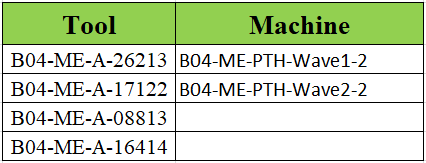 Tool Machine
B04-ME-A-26213 B04-ME-PTH-Wave1-2
B04-ME-A-17122 B04-ME-PTH-Wave2-2
B04-ME-A-08813
B04-ME-A-16414